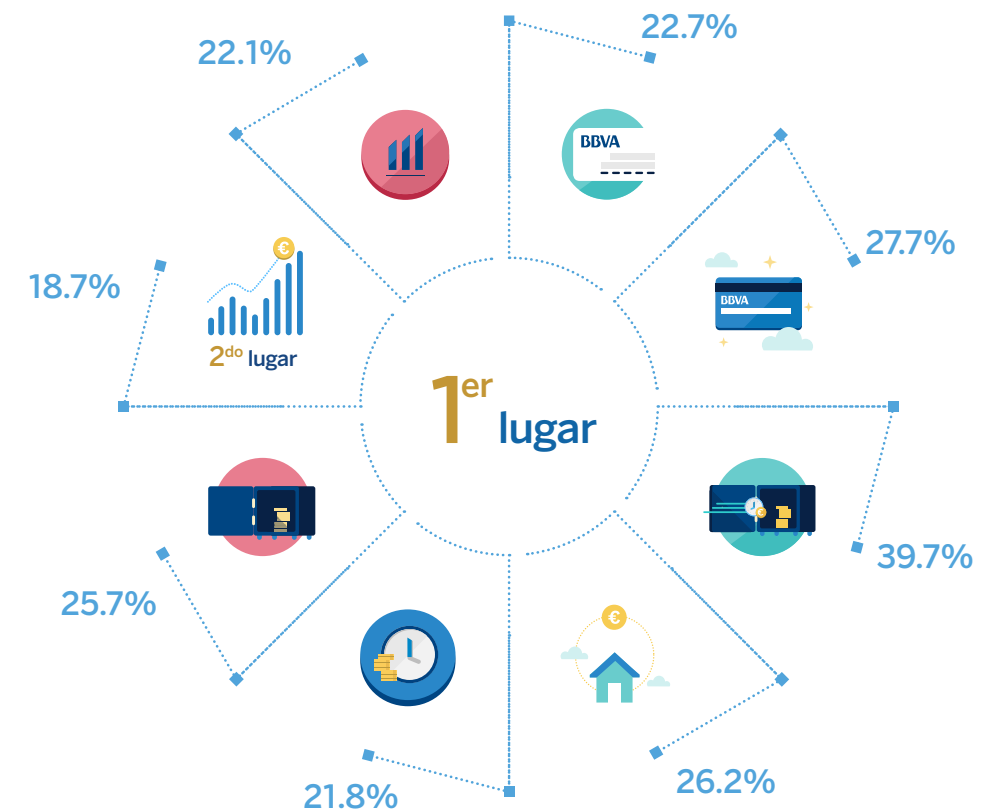 22.7%
22.1%
BBVA
27.7%
18.7%
€
BBVA
2do lugar
1er
lugar
€
39.7%
25.7%
€
26.2%
21.8%